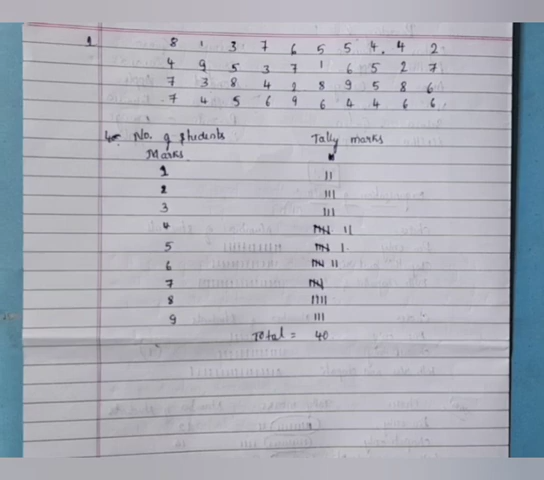 1 8 1 3 7 6 5 5 4 4 2
4 9 5 3 7 1 6 5 2 7
7 3 8 4 2 8 9 5 8 6
7 4 5 6 9 6 4 4 6 6
No. of students Tally marks
Marks
1 ||
2 |||
3 |||
4 𝍸 ||
5 𝍸 |
6 𝍸 ||
7 𝍸
8 ||||
9 |||
Total = 40